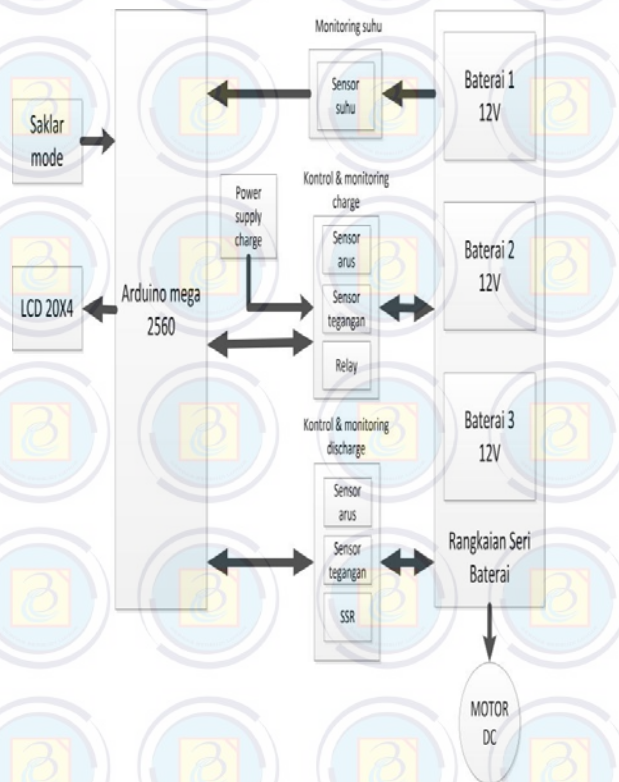 Monitoring suhu
Sensor
suhu
Baterai 1
12V
Saklar
mode
Kontrol & monitoring
charge
Power
supply
charge
Sensor
arus
Sensor
tegangan
Relay
Baterai 2
12V
LCD 20X4
Arduino mega
2560
Kontrol & monitoring
discharge
Sensor
arus
Sensor
tegangan
SSR
Baterai 3
12V
Rangkaian Seri
Baterai
MOTOR
DC